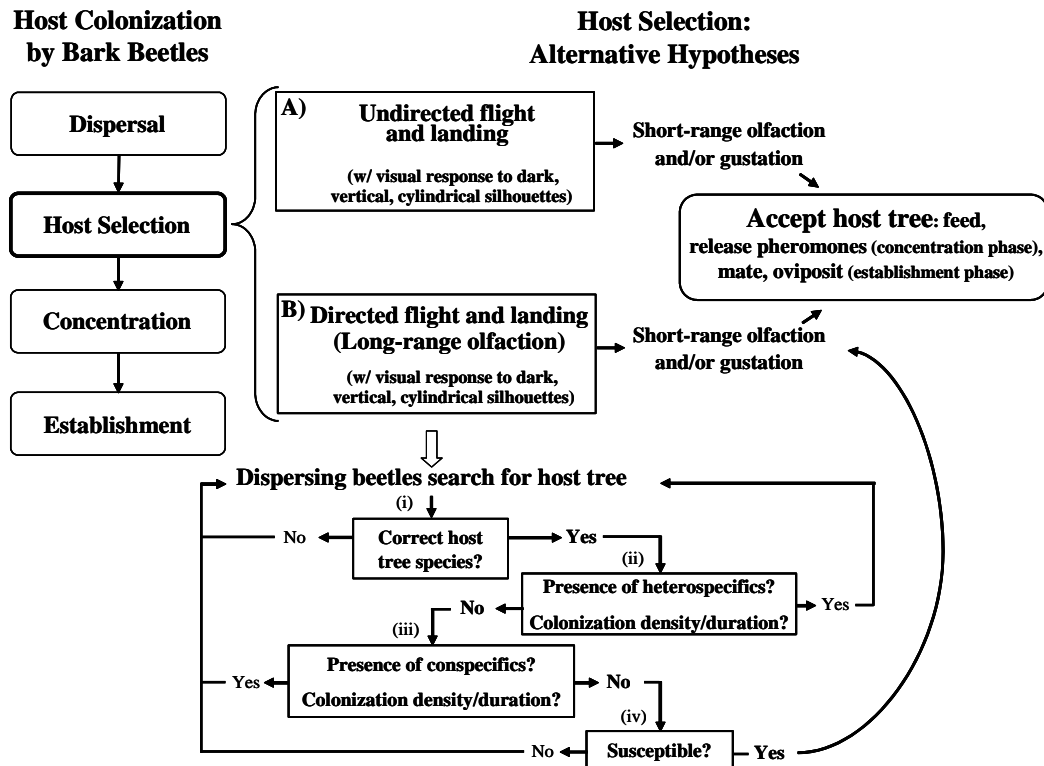 Host Colonization
by Bark Beetles
Host Selection:
Alternative Hypotheses
Dispersal
Host Selection
Concentration
Establishment
A)
Undirected flight
and landing
(w/ visual response to dark,
vertical, cylindrical silhouettes)
Short-range olfaction
and/or gustation
Accept host tree: feed,
release pheromones (concentration phase),
mate, oviposit (establishment phase)
B)
Directed flight and landing
(Long-range olfaction)
(w/ visual response to dark,
vertical, cylindrical silhouettes)
Short-range olfaction
and/or gustation
Dispersing beetles search for host tree
(i)
No
Correct host
tree species?
Yes
(ii)
Presence of heterospecifics?
Colonization density/duration?
Yes
No
(iii)
Presence of conspecifics?
Colonization density/duration?
Yes
No
(iv)
Susceptible?
No
Yes